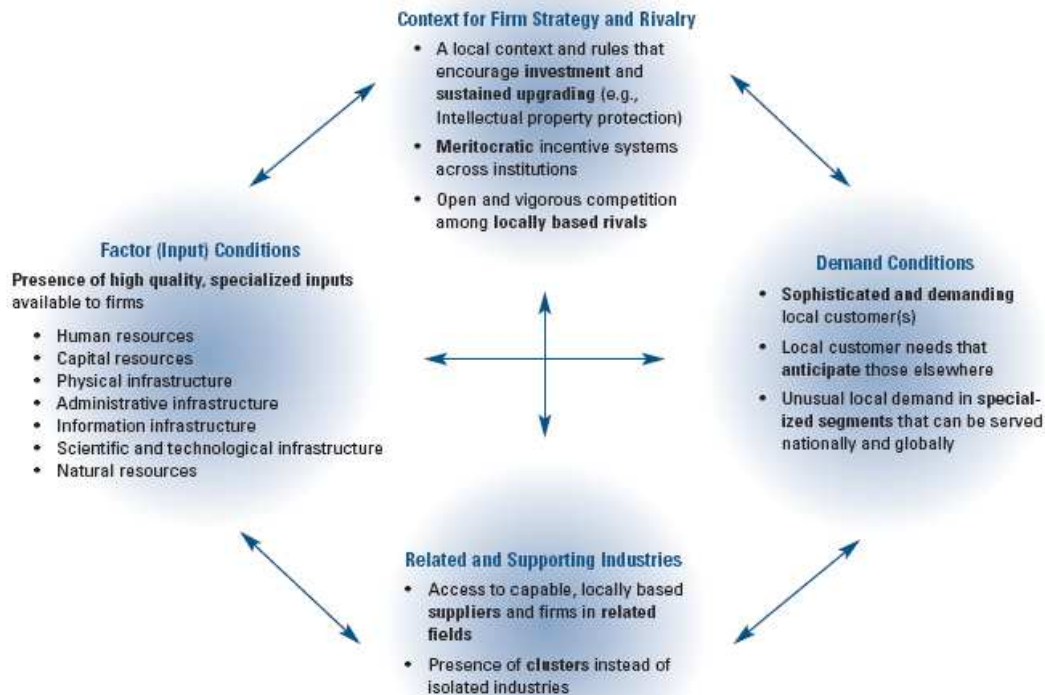 Context for Firm Strategy and Rivalry
• A local context and rules that
encourage investment and
sustained upgrading (e.g.,
Intellectual property protection)
• Meritocratic incentive systems
across institutions
• Open and vigorous competition
among locally based rivals
Factor (Input) Conditions
Presence of high quality, specialized inputs
available to firms
• Human resources
• Capital resources
• Physical infrastructure
• Administrative infrastructure
• Information infrastructure
• Scientific and technological infrastructure
• Natural resources
Demand Conditions
• Sophisticated and demanding
local customer(s)
• Local customer needs that
anticipate those elsewhere
• Unusual local demand in special-
ized segments that can be served
nationally and globally
Related and Supporting Industries
• Access to capable, locally based
suppliers and firms in related
fields
• Presence of clusters instead of
isolated industries